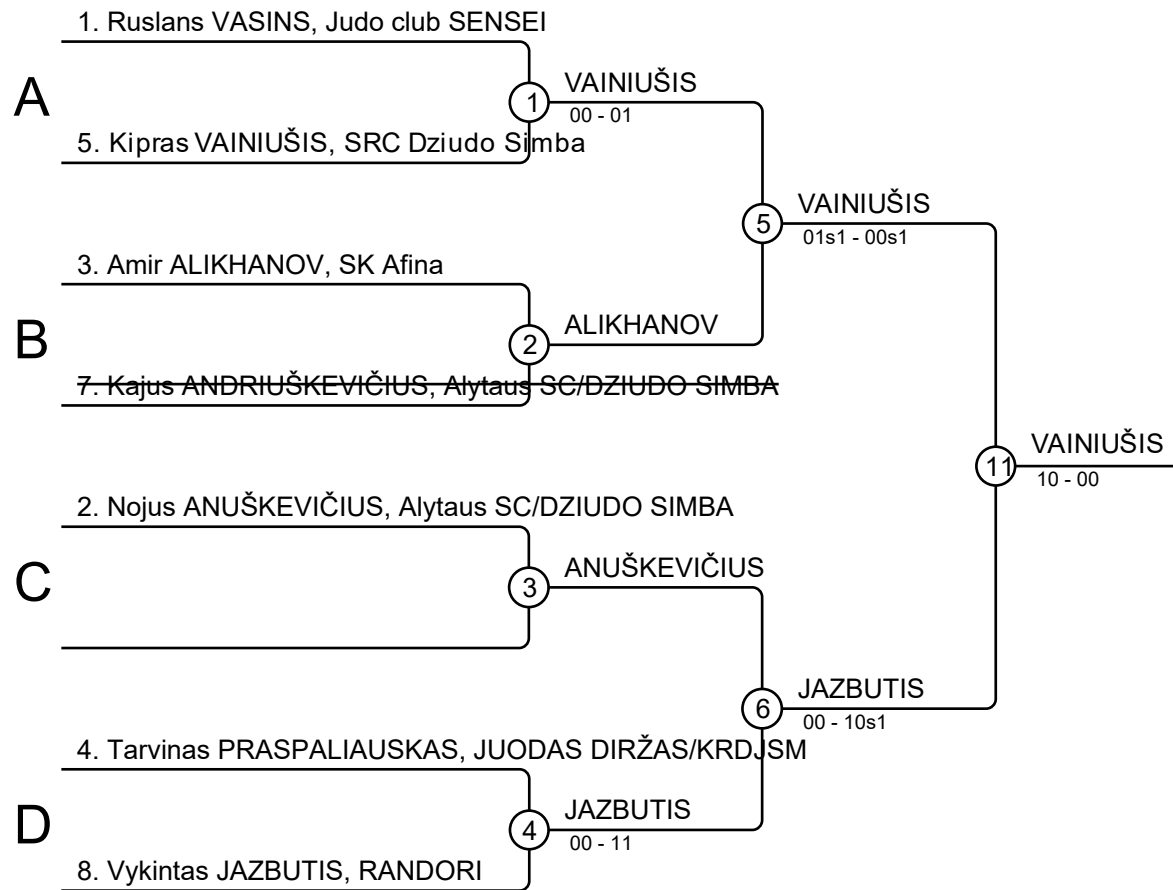 1. Ruslans VASINS, Judo club SENSEI
A
1
VAINIUŠIS
00 - 01
5. Kipras VAINIUŠIS, SRC Dziudo Simba
5
VAINIUŠIS
01s1 - 00s1
3. Amir ALIKHANOV, SK Afina
B
2
ALIKHANOV
7. Kajus ANDRIUŠKEVIČIUS, Alytaus SC/DZIUDO SIMBA
11
VAINIUŠIS
10 - 00
2. Nojus ANUŠKEVIČIUS, Alytaus SC/DZIUDO SIMBA
C
3
ANUŠKEVIČIUS
6
JAZBUTIS
00 - 10s1
4. Tarvinas PRASPALIAUSKAS, JUODAS DIRŽAS/KRDJSM
D
4
JAZBUTIS
00 - 11
8. Vykintas JAZBUTIS, RANDORI